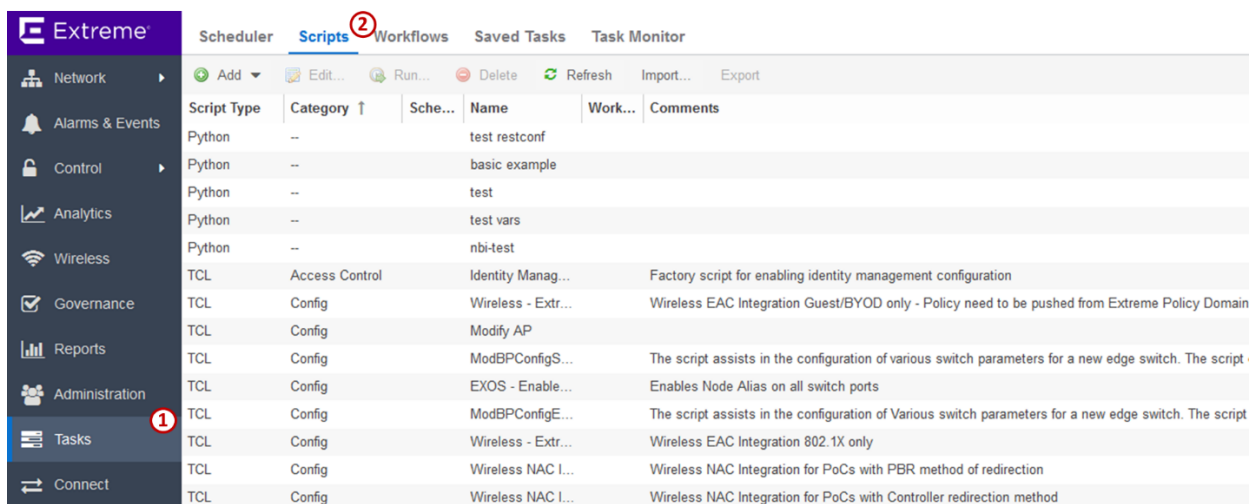 Extreme
Scheduler Scripts ② Workflows Saved Tasks Task Monitor
Network
Alarms & Events
Control
Analytics
Wireless
Governance
Reports
Administration
① Tasks
Connect
Add Edit... Run... Delete Refresh Import... Export
Script Type Category ↑ Sche... Name Work... Comments
Python -- test restconf
Python -- basic example
Python -- test
Python -- test vars
Python -- nbi-test
TCL Access Control Identity Manag... Factory script for enabling identity management configuration
TCL Config Wireless - Extr... Wireless EAC Integration Guest/BYOD only - Policy need to be pushed from Extreme Policy Domain
TCL Config Modify AP
TCL Config ModBPConfigS... The script assists in the configuration of various switch parameters for a new edge switch. The script
TCL Config EXOS - Enable... Enables Node Alias on all switch ports
TCL Config ModBPConfigE... The script assists in the configuration of Various switch parameters for a new edge switch. The script
TCL Config Wireless - Extr... Wireless EAC Integration 802.1X only
TCL Config Wireless NAC I... Wireless NAC Integration for PoCs with PBR method of redirection
TCL Config Wireless NAC I... Wireless NAC Integration for PoCs with Controller redirection method